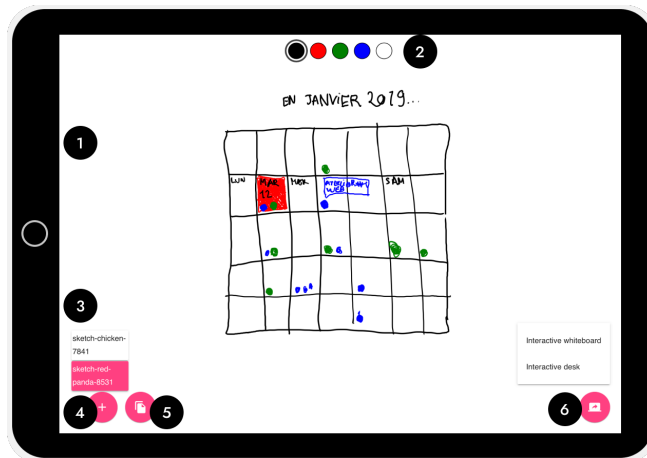 2
EN JANVIER 2019...
1
LUN MAR MER SAM
12
WEB
3
sketch-chicken-
7841
sketch-red-
panda-8531
4 + 5
Interactive whiteboard
Interactive desk
6